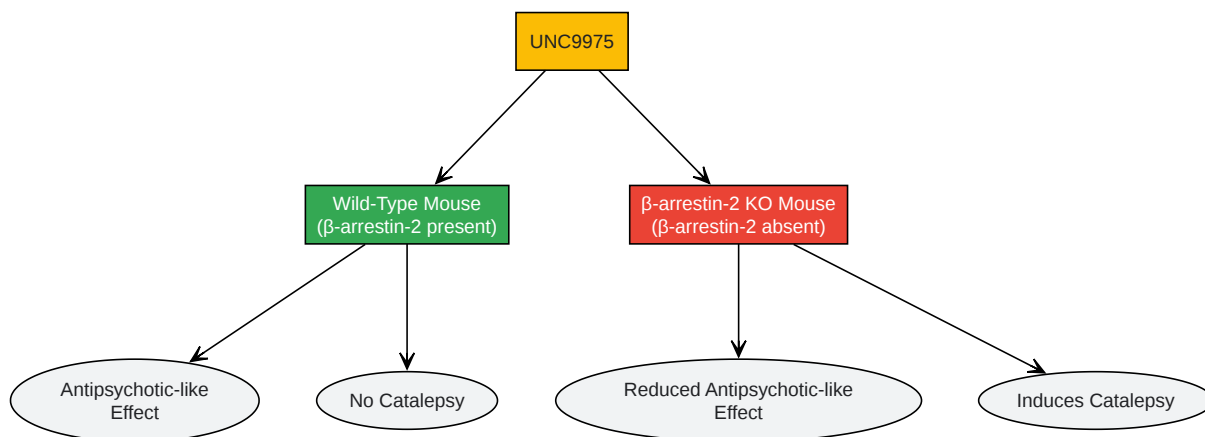 UNC9975
Wild-Type Mouse
(β-arrestin-2 present)
β-arrestin-2 KO Mouse
(β-arrestin-2 absent)
Antipsychotic-like
Effect
No Catalepsy
Reduced Antipsychotic-like
Effect
Induces Catalepsy